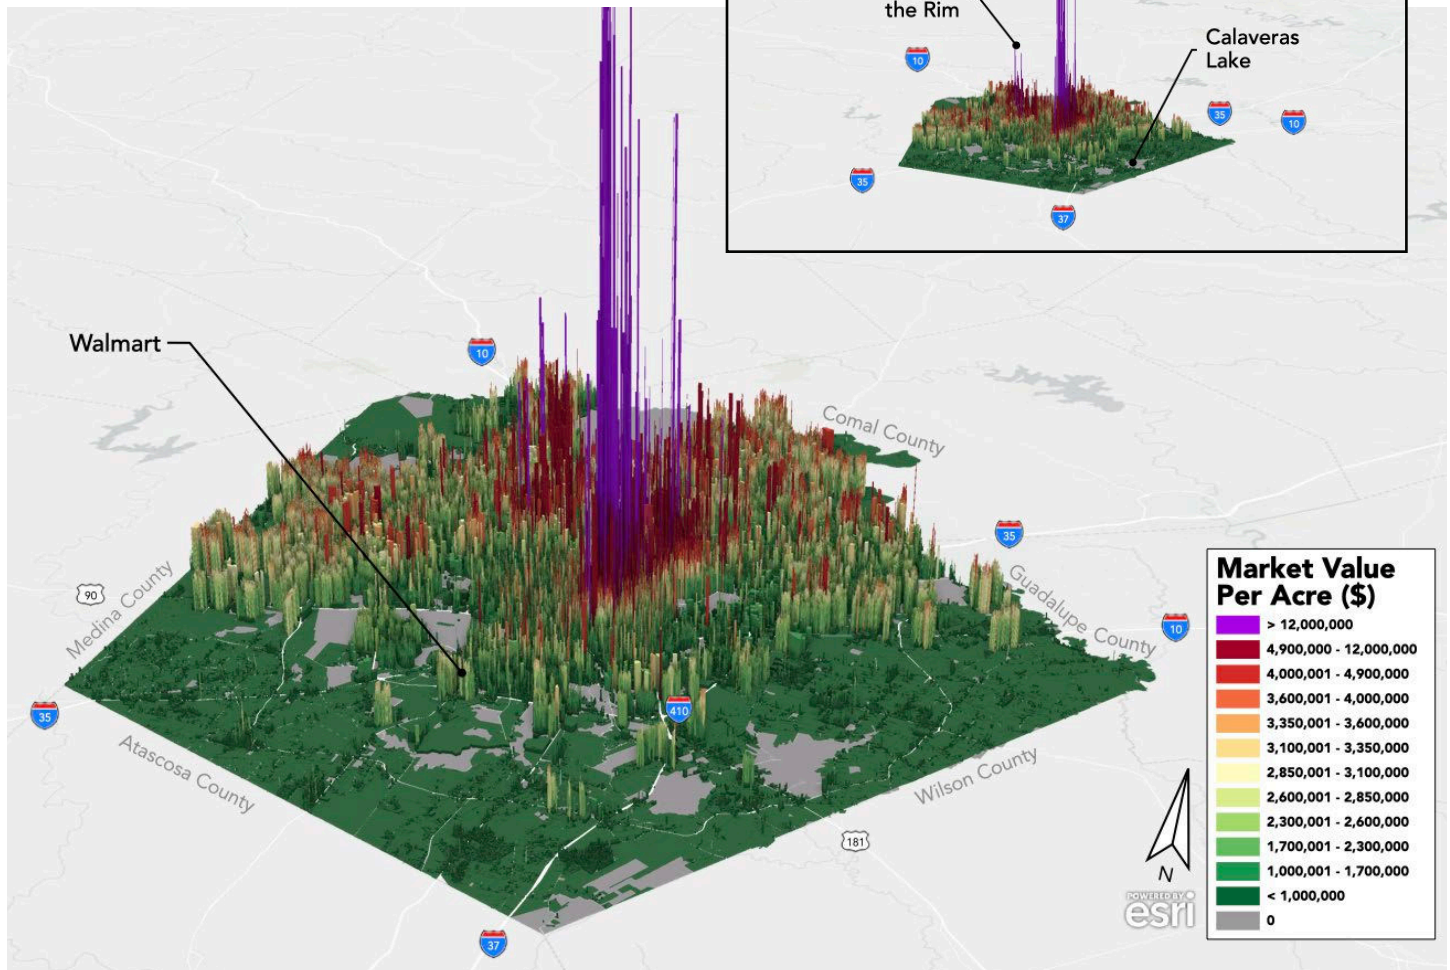 the Rim
Calaveras
Lake
10
35
10
35
37
Walmart
10
Comal County
35
Guadalupe County
90
Medina County
10
35
410
Atascosa County
Wilson County
181
37
N
POWERED BY
esri
Market Value
Per Acre ($)
> 12,000,000
4,900,000 - 12,000,000
4,000,001 - 4,900,000
3,600,001 - 4,000,000
3,350,001 - 3,600,000
3,100,001 - 3,350,000
2,850,001 - 3,100,000
2,600,001 - 2,850,000
2,300,001 - 2,600,000
1,700,001 - 2,300,000
1,000,001 - 1,700,000
< 1,000,000
0